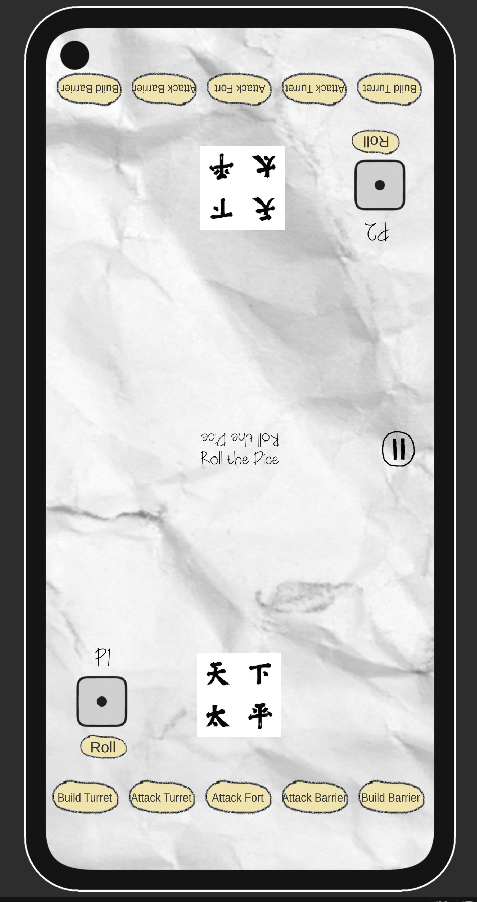 Build Barrier
Attack Barrier
Attack Fort
Attack Turret
Build Turret
Roll
天下
太平
P2
Roll the Dice
Roll the Dice
P1
天下
太平
Roll
Build Turret
Attack Turret
Attack Fort
Attack Barrier
Build Barrier